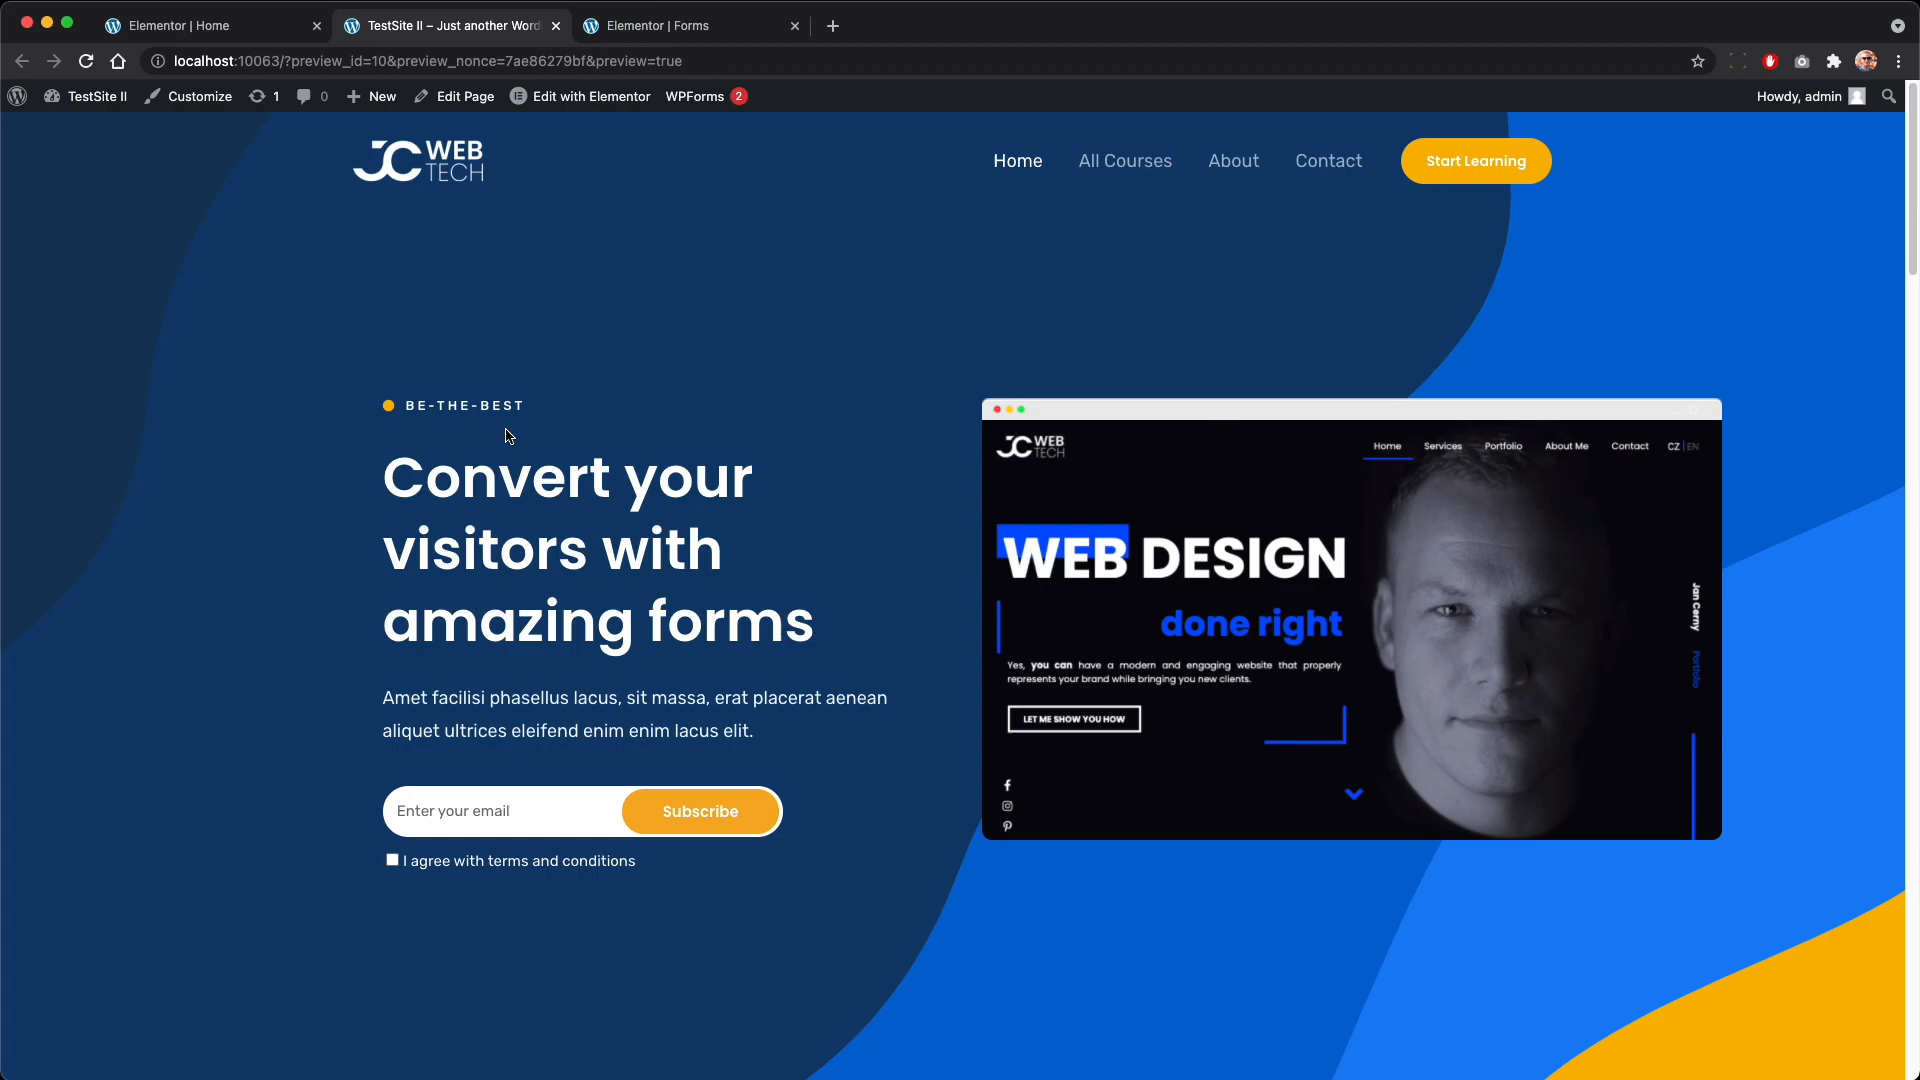 Elementor | Home
TestSite II – Just another Word
Elementor | Forms
localhost:10063/?preview_id=10&preview_nonce=7ae86279bf&preview=true
TestSite II
Customize
1
0
New
Edit Page
Edit with Elementor
WPForms 2
Howdy, admin
JC WEB TECH
Home
All Courses
About
Contact
Start Learning
BE-THE-BEST
Convert your
visitors with
amazing forms
Amet facilisi phasellus lacus, sit massa, erat placerat aenean
aliquet ultrices eleifend enim enim lacus elit.
Enter your email
Subscribe
I agree with terms and conditions
JC WEB TECH
Home
Services
Portfolio
About Me
Contact
CZ | EN
WEB DESIGN
done right
Yes, you can have a modern and engaging website that properly
represents your brand while bringing you new clients.
LET ME SHOW YOU HOW
Jan Cerny
Portfolio